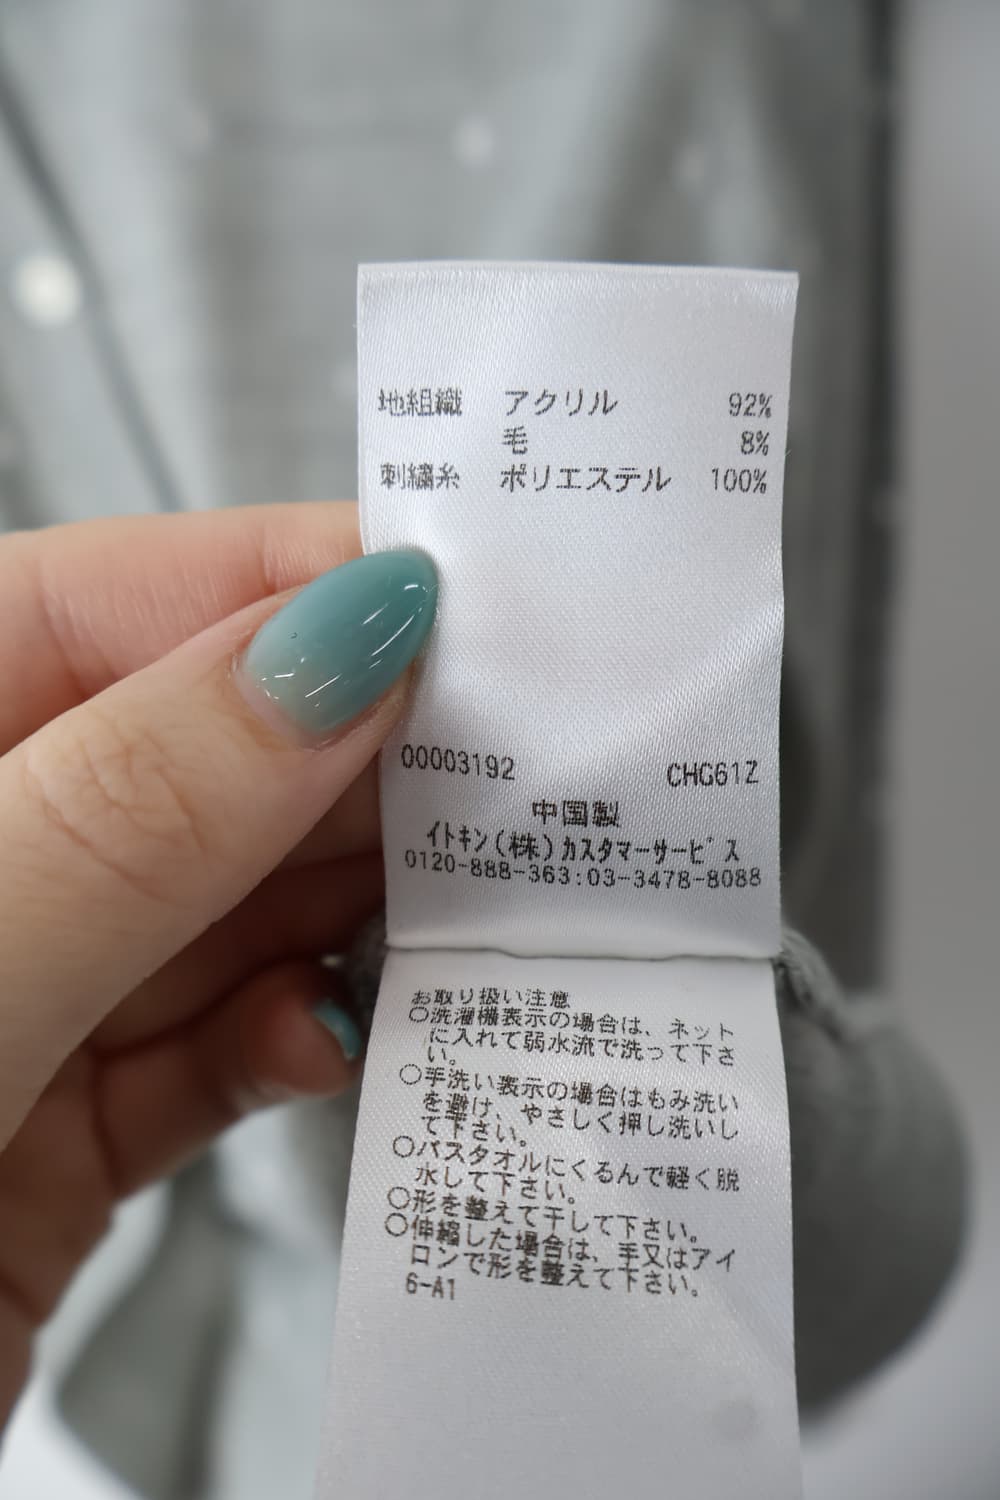 地組織 アクリル 92%
毛 8%
刺繍糸 ポリエステル 100%
00003192 CHG61Z
中国製
イトキン(株)カスタマーサービス
0120-888-363:03-3478-8088
お取り扱い注意
○洗濯機表示の場合は、ネット
に入れて弱水流で洗って下さ
い。
○手洗い表示の場合はもみ洗い
を避け、やさしく押し洗いし
て下さい。
○バスタオルにくるんで軽く脱
水して下さい。
○形を整えて干して下さい。
○伸縮した場合は、手又はアイ
ロンで形を整えて下さい。
6-A1